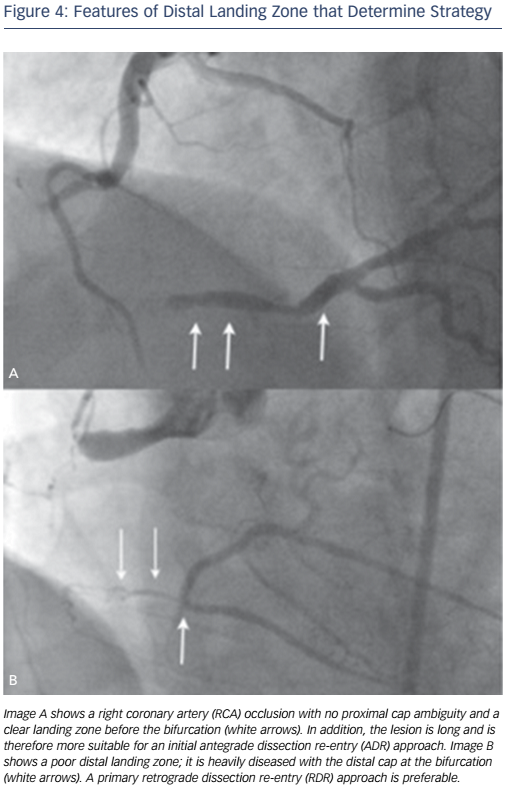 Figure 4: Features of Distal Landing Zone that Determine Strategy
A
B
Image A shows a right coronary artery (RCA) occlusion with no proximal cap ambiguity and a
clear landing zone before the bifurcation (white arrows). In addition, the lesion is long and is
therefore more suitable for an initial antegrade dissection re-entry (ADR) approach. Image B
shows a poor distal landing zone; it is heavily diseased with the distal cap at the bifurcation
(white arrows). A primary retrograde dissection re-entry (RDR) approach is preferable.